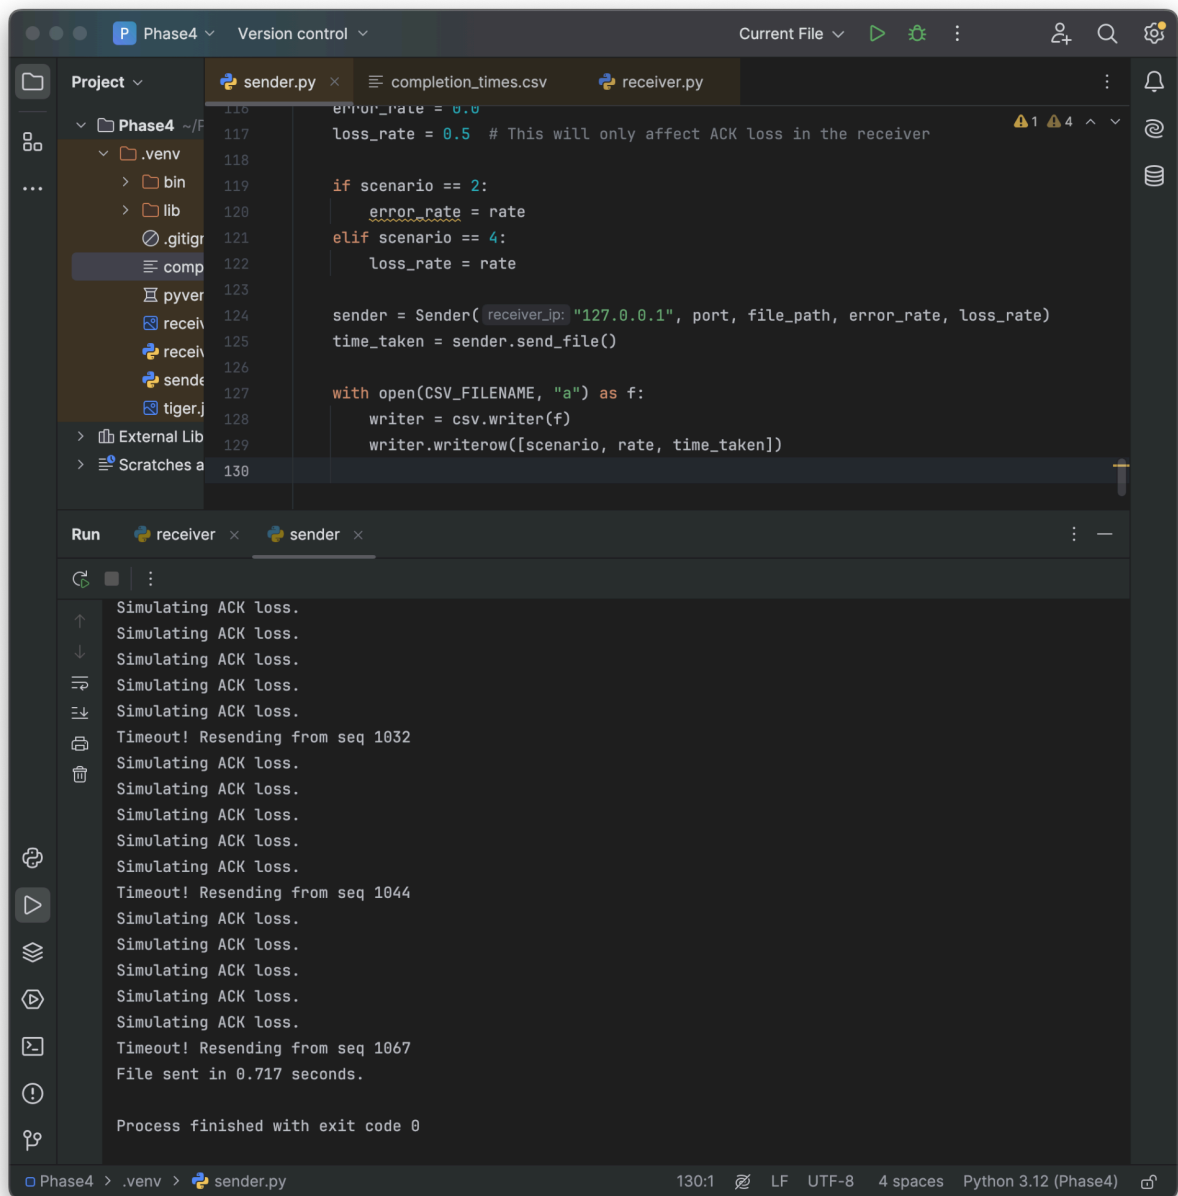 P Phase4 Version control Current File
Project
sender.py completion_times.csv receiver.py
Phase4 ~/P
.venv
bin
lib
.gitigr
comp
pyver
receiv
receiv
sende
tiger.j
External Lib
Scratches a
116 error_rate = 0.0
117 loss_rate = 0.5 # This will only affect ACK loss in the receiver
118
119 if scenario == 2:
120 error_rate = rate
121 elif scenario == 4:
122 loss_rate = rate
123
124 sender = Sender( receiver_ip: "127.0.0.1", port, file_path, error_rate, loss_rate)
125 time_taken = sender.send_file()
126
127 with open(CSV_FILENAME, "a") as f:
128 writer = csv.writer(f)
129 writer.writerow([scenario, rate, time_taken])
130
1 4
Run receiver sender
Simulating ACK loss.
Simulating ACK loss.
Simulating ACK loss.
Simulating ACK loss.
Simulating ACK loss.
Timeout! Resending from seq 1032
Simulating ACK loss.
Simulating ACK loss.
Simulating ACK loss.
Simulating ACK loss.
Simulating ACK loss.
Timeout! Resending from seq 1044
Simulating ACK loss.
Simulating ACK loss.
Simulating ACK loss.
Simulating ACK loss.
Simulating ACK loss.
Timeout! Resending from seq 1067
File sent in 0.717 seconds.
Process finished with exit code 0
Phase4 > .venv > sender.py 130:1 LF UTF-8 4 spaces Python 3.12 (Phase4)